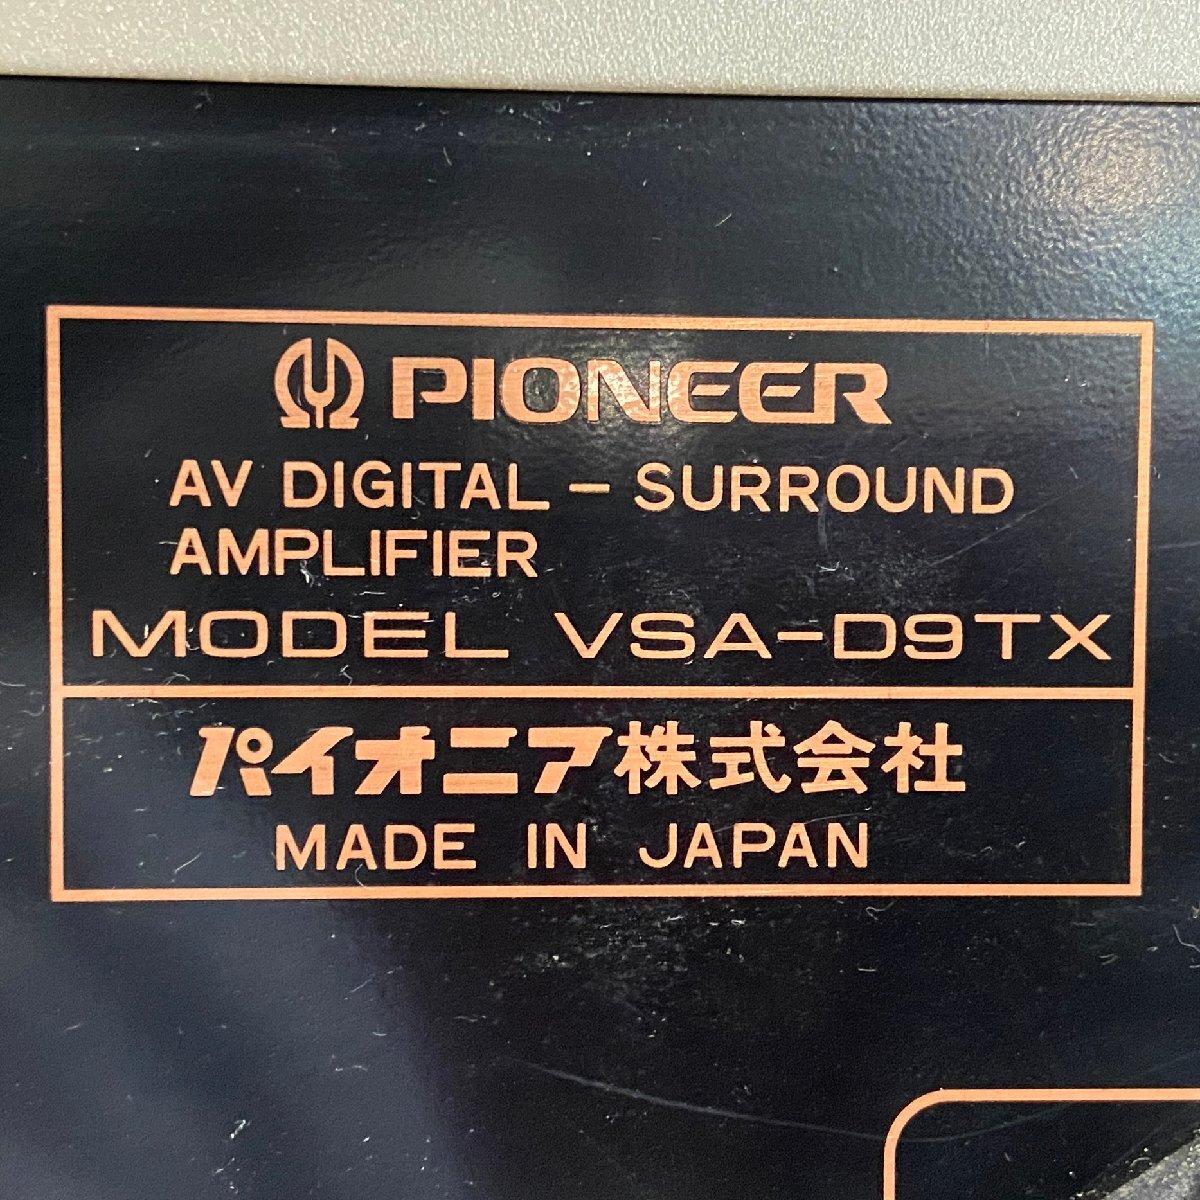 PIONEER
AV DIGITAL – SURROUND
AMPLIFIER
MODEL VSA-D9TX
パイオニア株式会社
MADE IN JAPAN